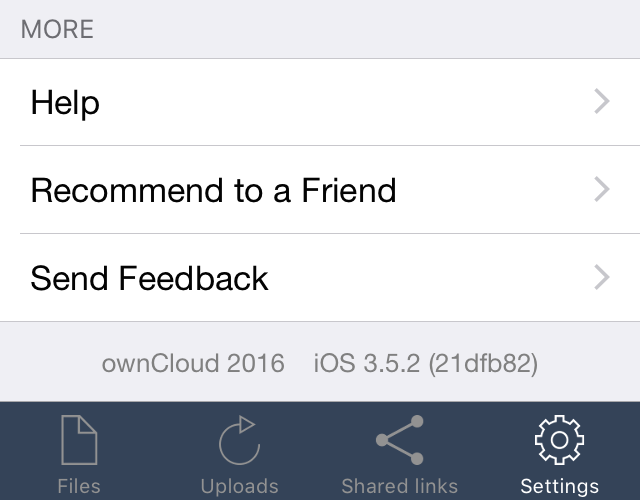 MORE
Help
Recommend to a Friend
Send Feedback
ownCloud 2016 iOS 3.5.2 (21dfb82)
Files Uploads Shared links Settings